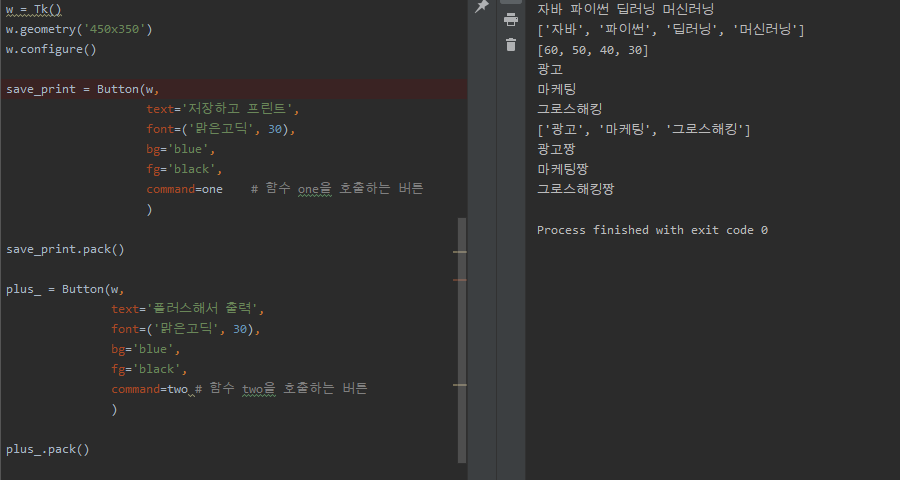 w = Tk()
w.geometry('450x350')
w.configure()
save_print = Button(w,
text='저장하고 프린트',
font=('맑은고딕', 30),
bg='blue',
fg='black',
command=one    # 함수 one을 호출하는 버튼
)
save_print.pack()
plus_ = Button(w,
text='플러스해서 출력',
font=('맑은고딕', 30),
bg='blue',
fg='black',
command=two # 함수 two을 호출하는 버튼
)
plus_.pack()
자바 파이썬 딥러닝 머신러닝
['자바', '파이썬', '딥러닝', '머신러닝']
[60, 50, 40, 30]
광고
마케팅
그로스해킹
['광고', '마케팅', '그로스해킹']
광고짱
마케팅짱
그로스해킹짱
Process finished with exit code 0